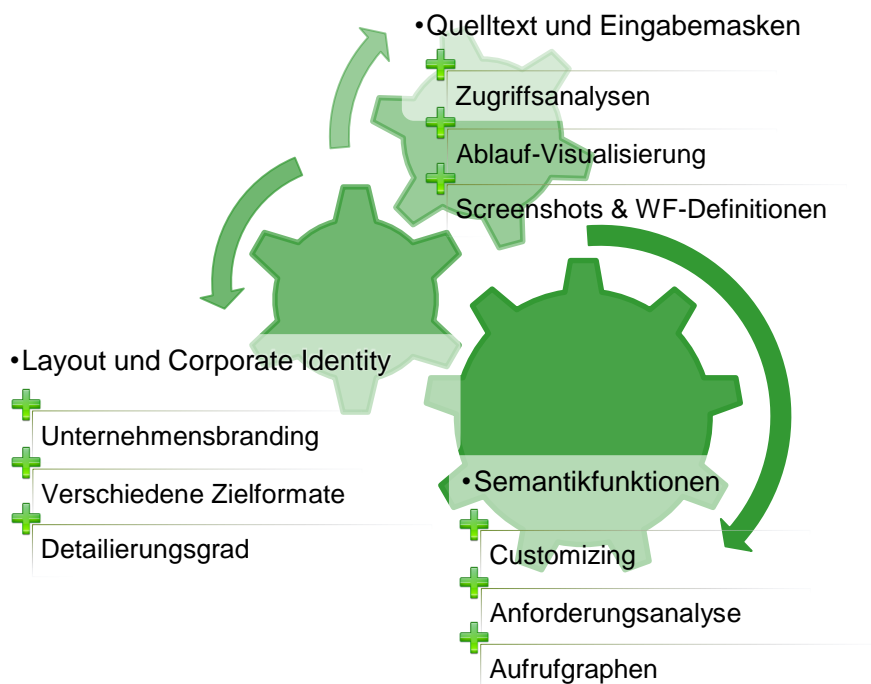 •Quelltext und Eingabemasken
Zugriffsanalysen
Ablauf-Visualisierung
Screenshots & WF-Definitionen
•Layout und Corporate Identity
Unternehmensbranding
Verschiedene Zielformate
Detailierungsgrad
•Semantikfunktionen
Customizing
Anforderungsanalyse
Aufrufgraphen